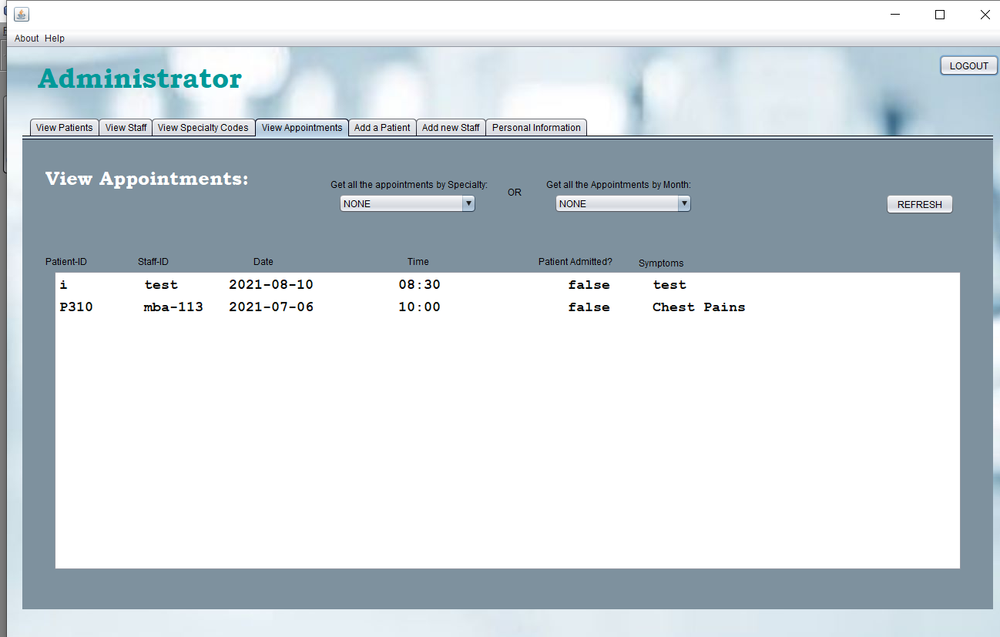 About Help
Administrator
LOGOUT
View Patients View Staff View Specialty Codes View Appointments Add a Patient Add new Staff Personal Information
View Appointments:
Get all the appointments by Specialty: OR Get all the Appointments by Month:
NONE NONE REFRESH
Patient-ID Staff-ID Date Time Patient Admitted? Symptoms
i test 2021-08-10 08:30 false test
P310 mba-113 2021-07-06 10:00 false Chest Pains